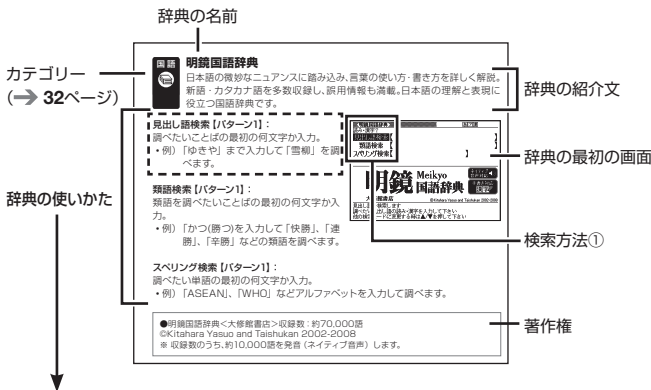 辞典の名前
カテゴリー
(➔ 32ページ)
国語
明鏡国語辞典
日本語の微妙なニュアンスに踏み込み、言葉の使い方・書き方を詳しく解説。
新語・カタカナ語を多数収録し、誤用情報も満載。日本語の理解と表現に
役立つ国語辞典です。
辞典の紹介文
見出し語検索【パターン1】:
調べたいことばの最初の何文字か入力。
・例)「ゆきや」まで入力して「雪柳」を調
べます。
類語検索【パターン1】:
類語を調べたいことばの最初の何文字か入
力。
・例)「かつ(勝つ)を入力して「快勝」、「連
勝」、「辛勝」などの類語を調べます。
スペリング検索【パターン1】:
調べたい単語の最初の何文字か入力。
・例)「ASEAN」、「WHO」などアルファベットを入力して調べます。
辞典の使いかた
類語検索
スペリング検索
明鏡 Meikyo
国語辞典
©Kitahara Yasuo and Taishukan 2002-2008
辞典の最初の画面
検索方法①
●明鏡国語辞典<大修館書店>収録数:約70,000語
©Kitahara Yasuo and Taishukan 2002-2008
※ 収録数のうち、約10,000語を発音(ネイティブ音声)します。
著作権